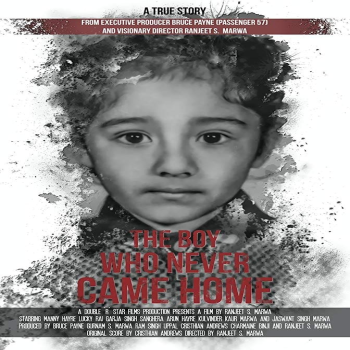 A TRUE STORY
FROM EXECUTIVE PRODUCER BRUCE PAYNE (PASSENGER 57)
AND VISIONARY DIRECTOR RANJEET S. MARWA
THE BOY
WHO NEVER
CAME HOME
A DOUBLE 'R' STAR FILMS PRODUCTION PRESENTS A FILM BY RANJEET S. MARWA
STARRING MANNY HAYRE LUCKY RAI GARJA SINGH SANGHERA ARUN HAYRE KULVINDER KAUR MARWA AND JASWANT SINGH MARWA
PRODUCED BY BRUCE PAYNE GURNAM S. MARWA RAM SINGH UPPAL CRISTHIAN ANDREWS CHARMAINE BINJI AND RANJEET S. MARWA
ORIGINAL SCORE BY CRISTHIAN ANDREWS DIRECTED BY RANJEET S. MARWA